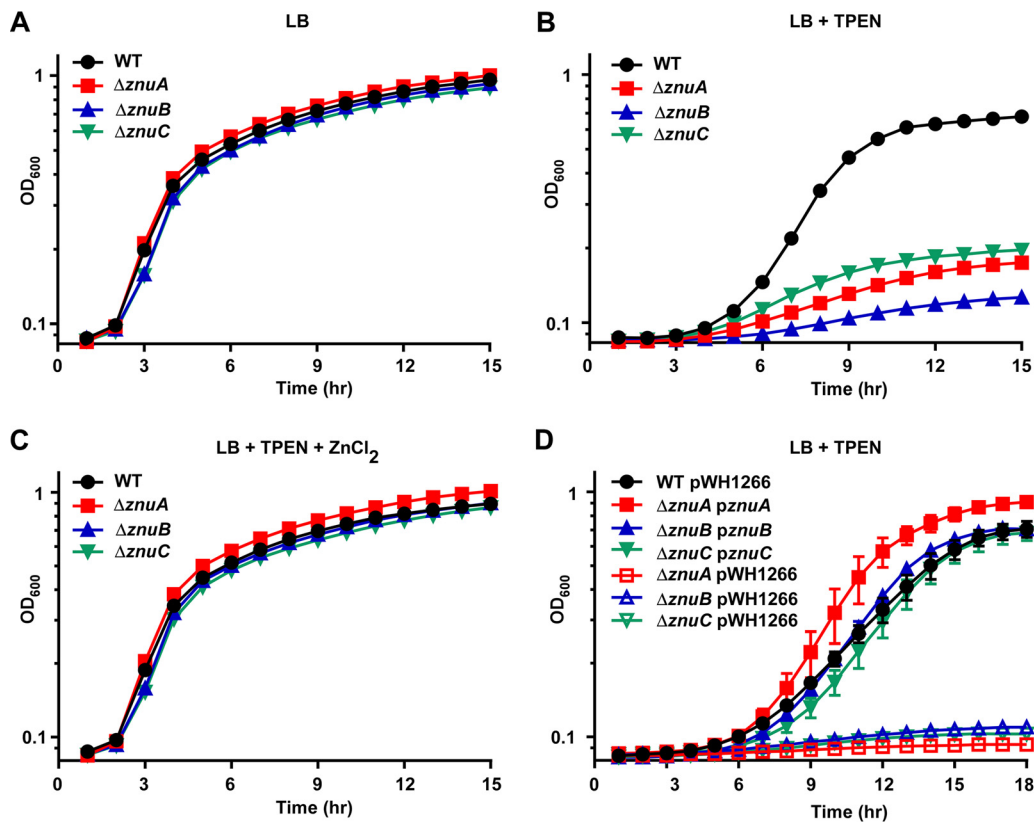 A
LB
WT
ΔznuA
ΔznuB
ΔznuC
1
0.1
OD600
0 3 6 9 12 15
Time (hr)
B
LB + TPEN
WT
ΔznuA
ΔznuB
ΔznuC
1
0.1
OD600
0 3 6 9 12 15
Time (hr)
C
LB + TPEN + ZnCl2
WT
ΔznuA
ΔznuB
ΔznuC
1
0.1
OD600
0 3 6 9 12 15
Time (hr)
D
LB + TPEN
WT pWH1266
ΔznuA pznuA
ΔznuB pznuB
ΔznuC pznuC
ΔznuA pWH1266
ΔznuB pWH1266
ΔznuC pWH1266
1
0.1
OD600
0 3 6 9 12 15 18
Time (hr)